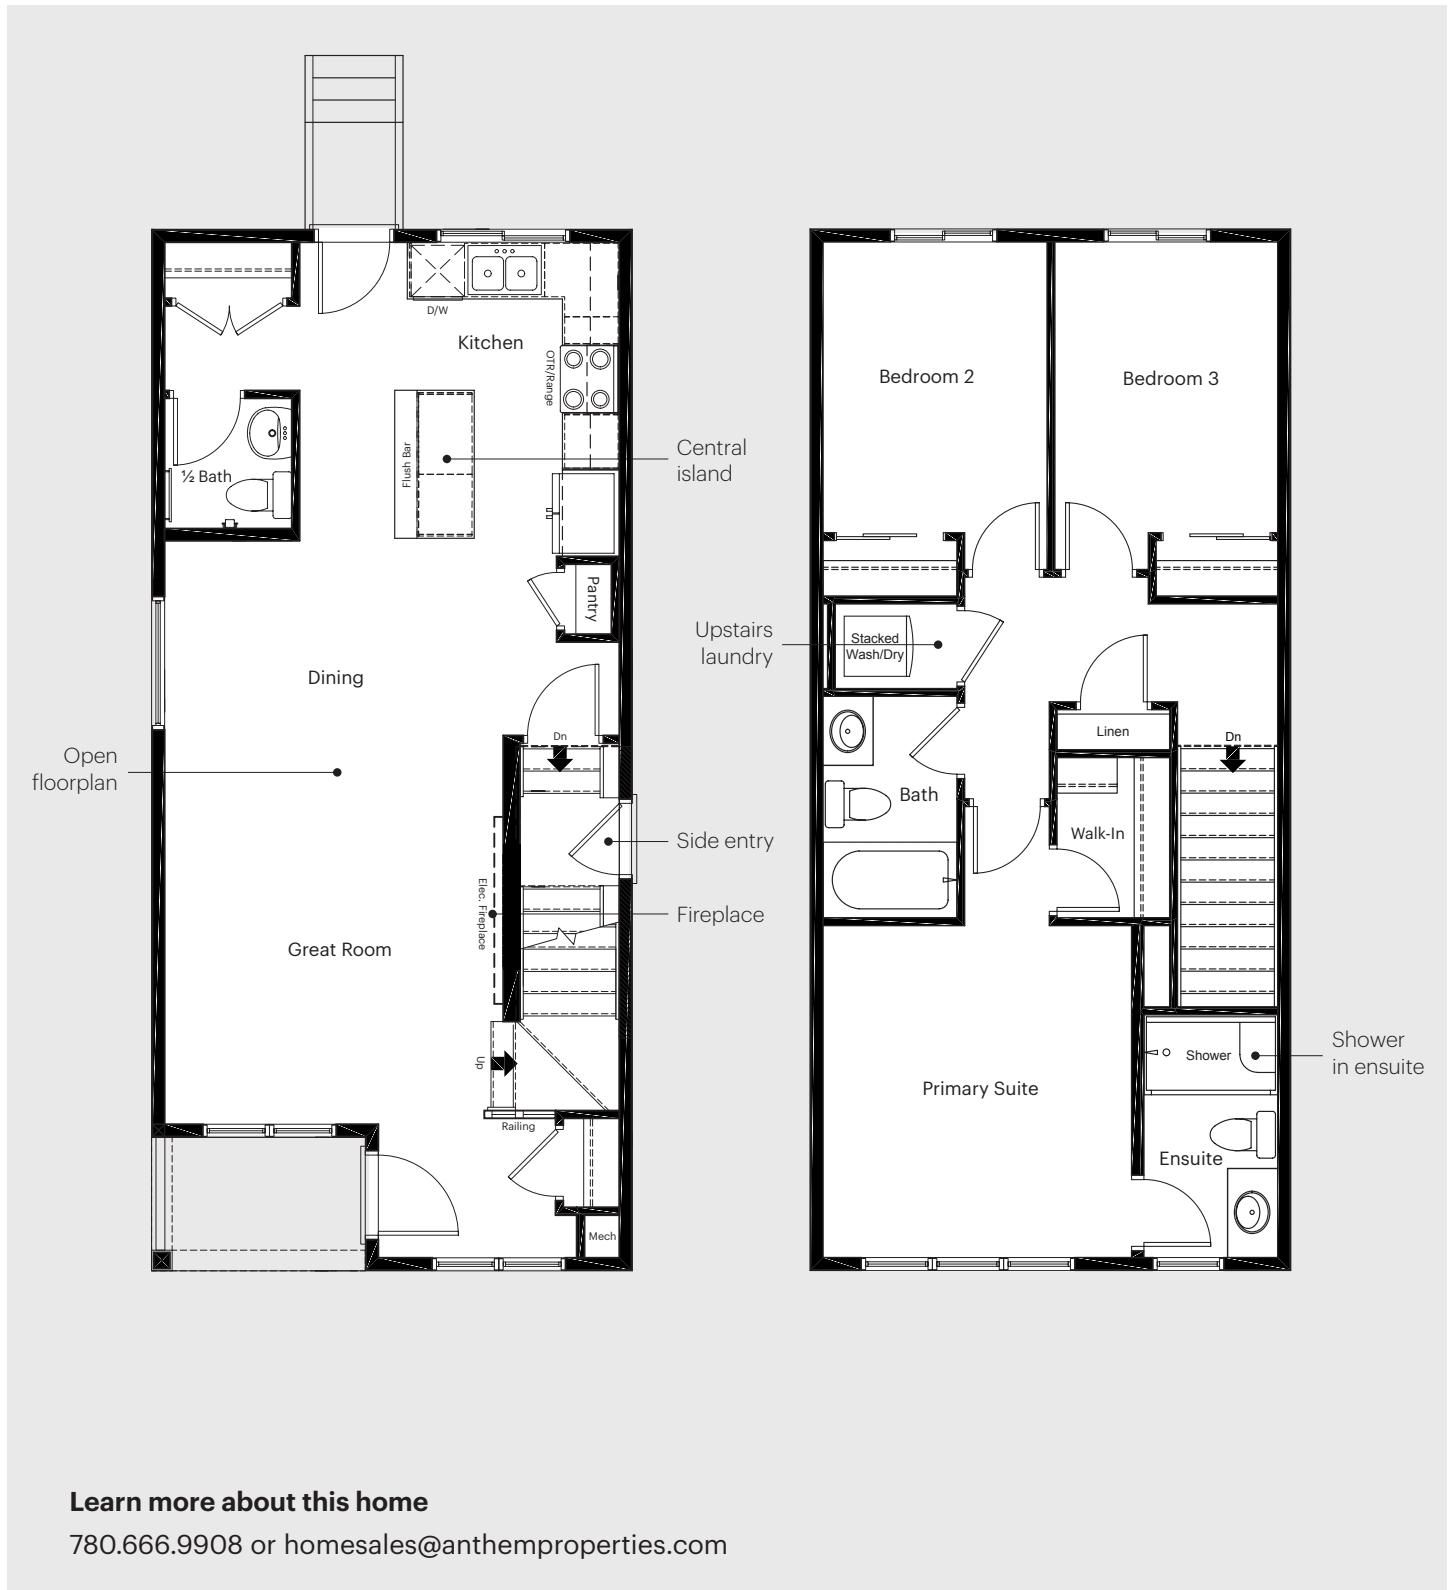 D/W
Kitchen
OTR/Range
Flush Bar
½ Bath
Central
island
Pantry
Dining
Dn
Open
floorplan
Side entry
Elec. Fireplace
Fireplace
Great Room
Up
Railing
Mech
Bedroom 2
Bedroom 3
Upstairs
laundry
Stacked
Wash/Dry
Linen
Dn
Bath
Walk-In
Shower
Shower
in ensuite
Primary Suite
Ensuite
Learn more about this home
780.666.9908 or homesales@anthemproperties.com